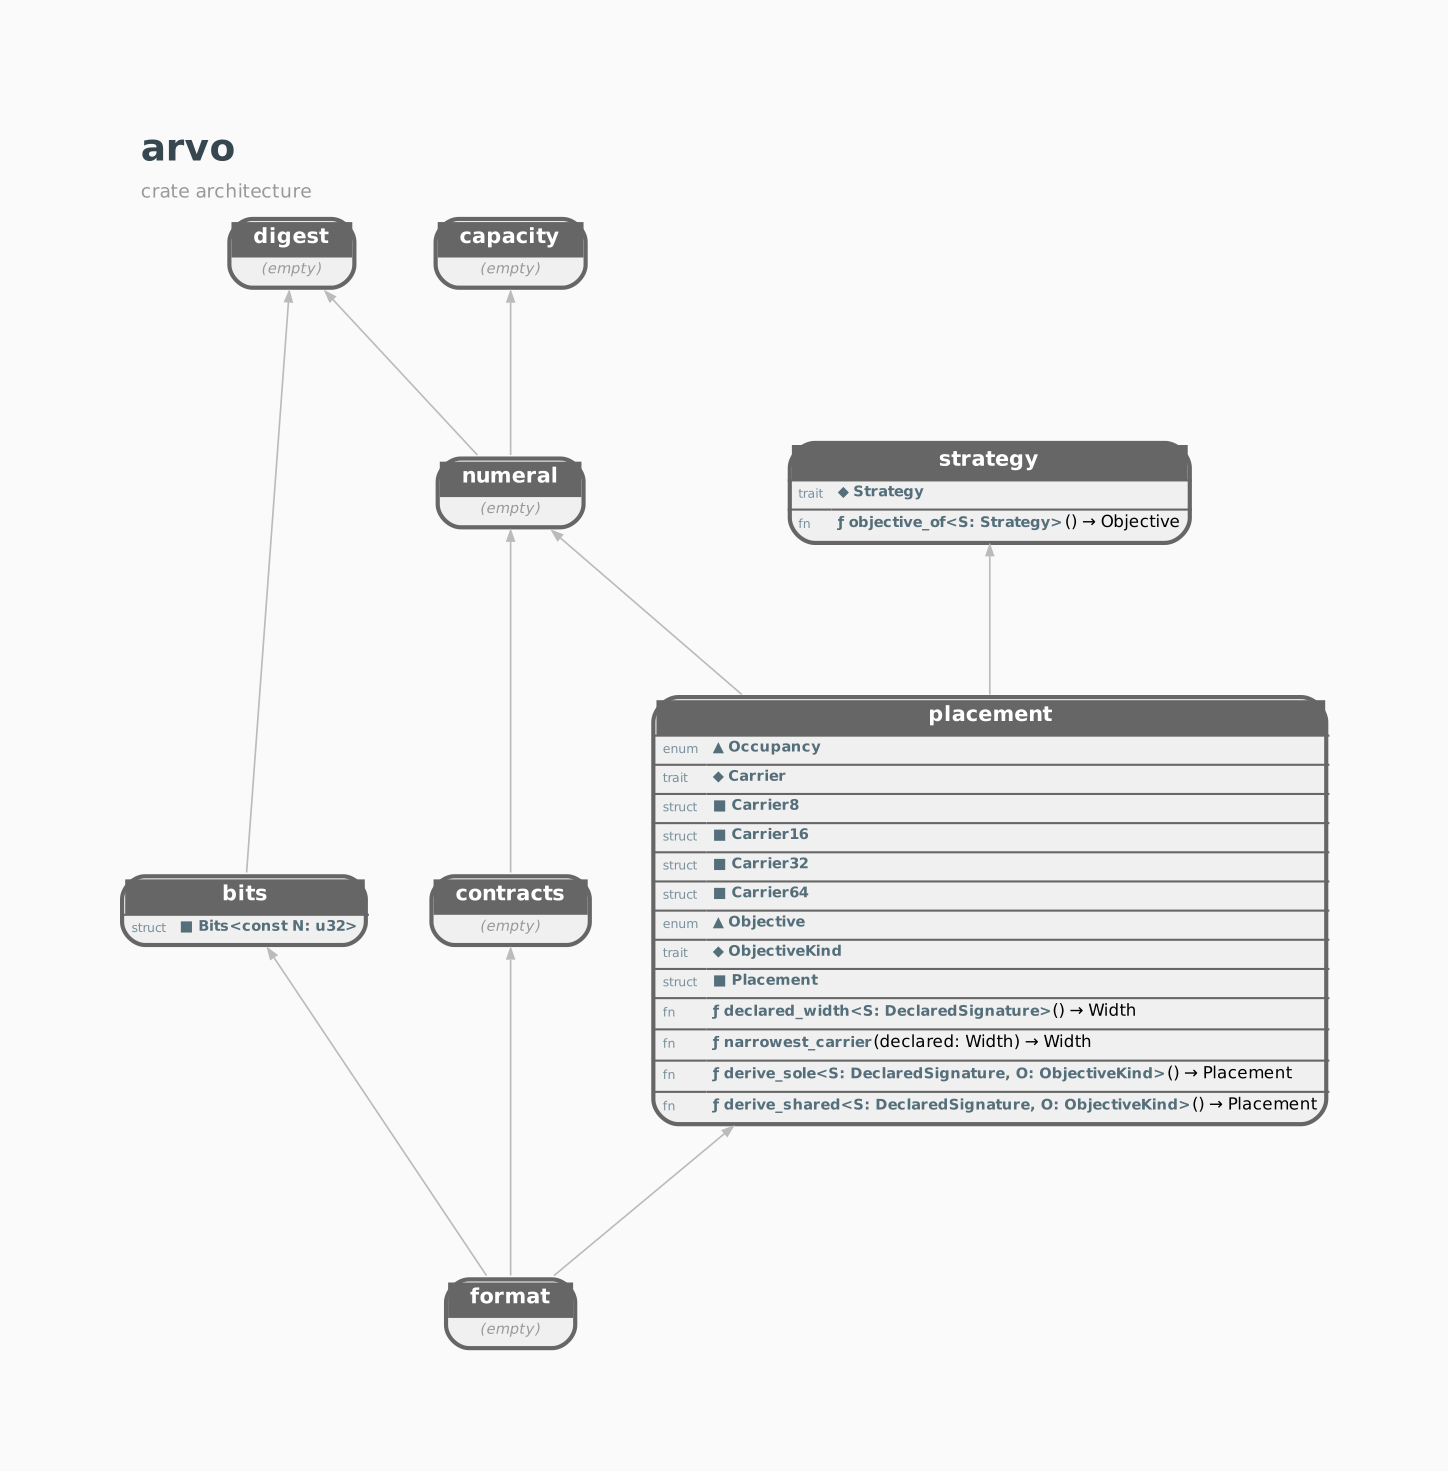 arvo
crate architecture
digest
(empty)
capacity
(empty)
numeral
(empty)
strategy
trait ◆ Strategy
fn ƒ objective_of<S: Strategy>() → Objective
placement
enum ▲ Occupancy
trait ◆ Carrier
struct ■ Carrier8
struct ■ Carrier16
struct ■ Carrier32
struct ■ Carrier64
enum ▲ Objective
trait ◆ ObjectiveKind
struct ■ Placement
fn ƒ declared_width<S: DeclaredSignature>() → Width
fn ƒ narrowest_carrier(declared: Width) → Width
fn ƒ derive_sole<S: DeclaredSignature, O: ObjectiveKind>() → Placement
fn ƒ derive_shared<S: DeclaredSignature, O: ObjectiveKind>() → Placement
bits
struct ■ Bits<const N: u32>
contracts
(empty)
format
(empty)